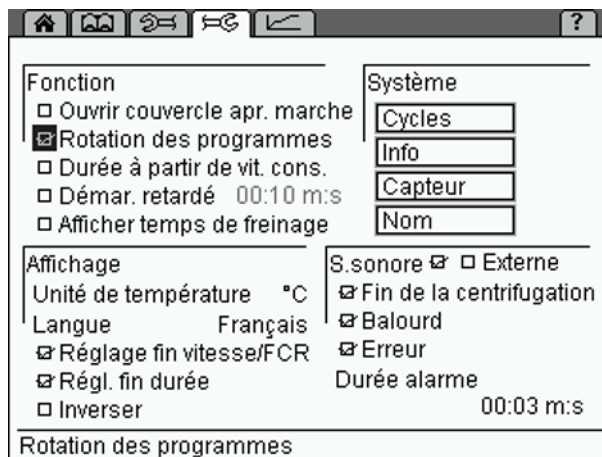 ?
Fonction
Ouvrir couvercle apr. marche
Rotation des programmes
Durée à partir de vit. cons.
Démar. retardé 00:10 m:s
Afficher temps de freinage
Système
Cycles
Info
Capteur
Nom
Affichage
Unité de température °C
Langue Français
Réglage fin vitesse/FCR
Régl. fin durée
Inverser
S.sonore Externe
Fin de la centrifugation
Balourd
Erreur
Durée alarme
00:03 m:s
Rotation des programmes